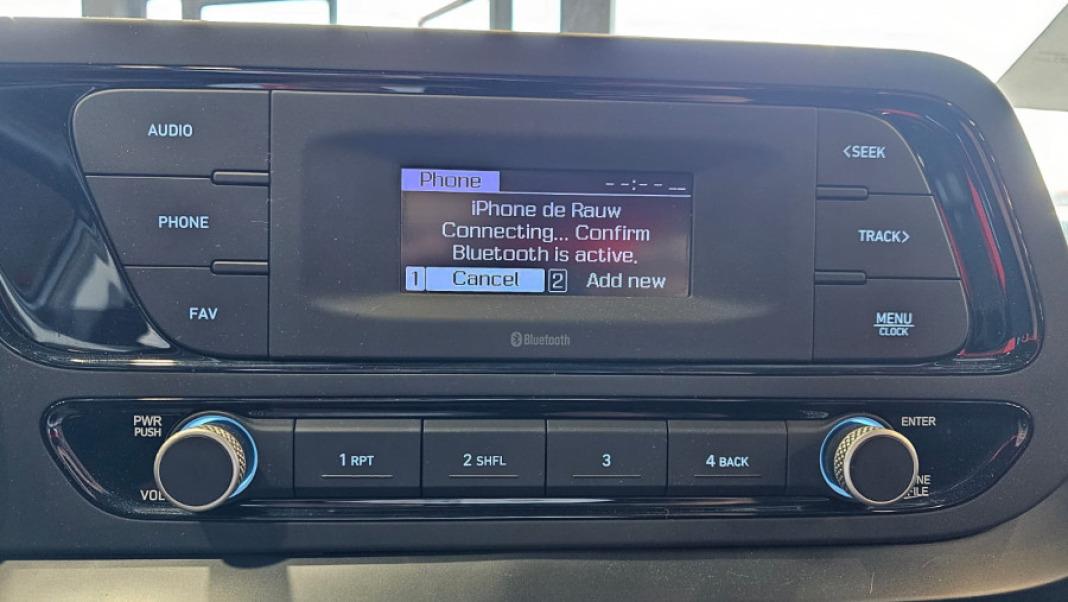 AUDIO
PHONE
FAV
Phone
--:-- __
iPhone de Rauw
Connecting... Confirm
Bluetooth is active.
1 Cancel 2 Add new
Bluetooth
<SEEK
TRACK>
MENU
CLOCK
PWR
PUSH
VOL
1 RPT
2 SHFL
3
4 BACK
ENTER